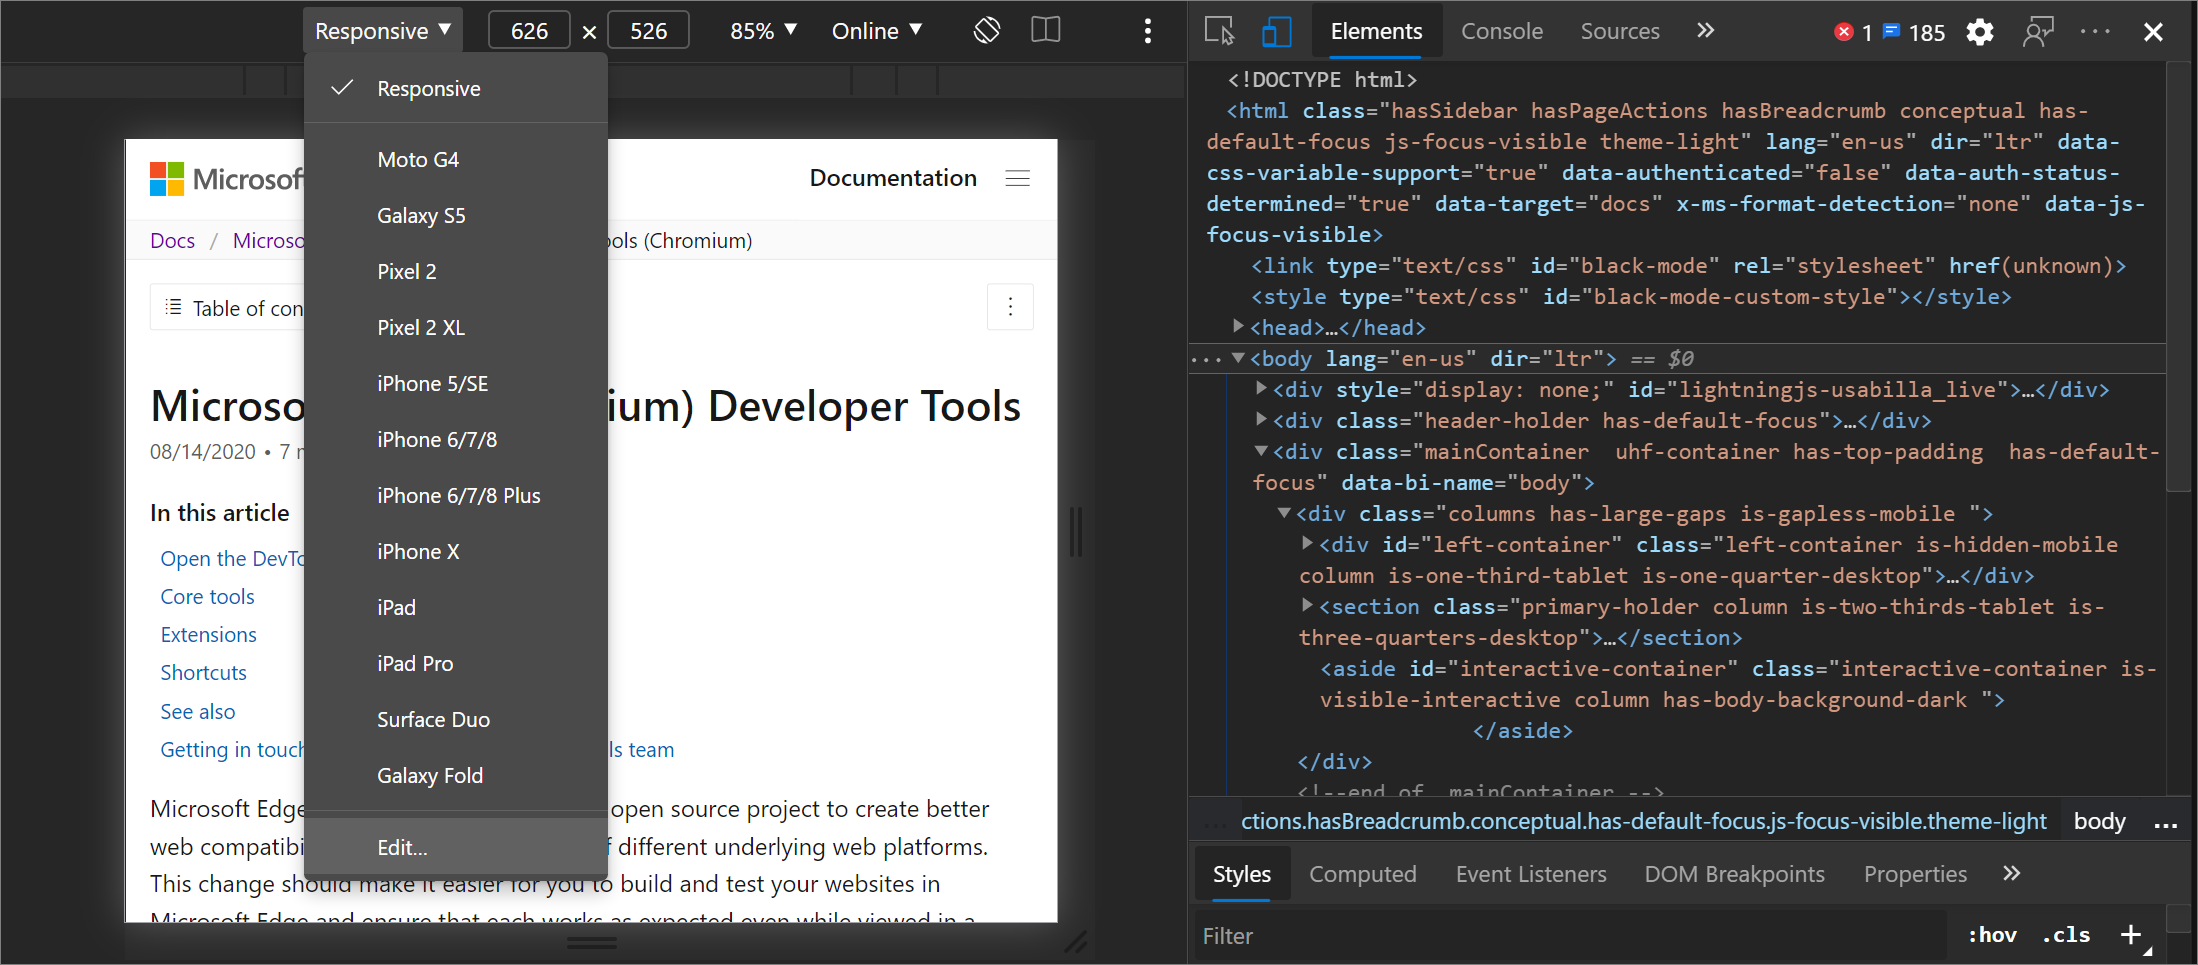 Responsive ▼ 626 × 526 85% ▼ Online ▼
Responsive
Moto G4
Galaxy S5
Pixel 2
Pixel 2 XL
iPhone 5/SE
iPhone 6/7/8
iPhone 6/7/8 Plus
iPhone X
iPad
iPad Pro
Surface Duo
Galaxy Fold
Edit...
Documentation
Docs / ols (Chromium)
Table of
ium) Developer Tools
08/14/2020 • 7
In this article
Open the
Core tools
Extensions
Shortcuts
See also
Getting in ls team
Microsoft Edge open source project to create better
web different underlying web platforms.
This change should make it easier for you to build and test your websites in
Microsoft Edge and ensure that each works as expected even while viewed in a
Elements Console Sources » 1 185
<!DOCTYPE html>
<html class="hasSidebar hasPageActions hasBreadcrumb conceptual has-
default-focus js-focus-visible theme-light" lang="en-us" dir="ltr" data-
css-variable-support="true" data-authenticated="false" data-auth-status-
determined="true" data-target="docs" x-ms-format-detection="none" data-js-
focus-visible>
<link type="text/css" id="black-mode" rel="stylesheet" href(unknown)>
<style type="text/css" id="black-mode-custom-style"></style>
<head>…</head>
<body lang="en-us" dir="ltr"> == $0
<div style="display: none;" id="lightningjs-usabilla_live">…</div>
<div class="header-holder has-default-focus">…</div>
<div class="mainContainer  uhf-container has-top-padding  has-default-
focus" data-bi-name="body">
<div class="columns has-large-gaps is-gapless-mobile ">
<div id="left-container" class="left-container is-hidden-mobile
column is-one-third-tablet is-one-quarter-desktop">…</div>
<section class="primary-holder column is-two-thirds-tablet is-
three-quarters-desktop">…</section>
<aside id="interactive-container" class="interactive-container is-
visible-interactive column has-body-background-dark ">
</aside>
</div>
<!--end of  mainContainer -->
... ctions.hasBreadcrumb.conceptual.has-default-focus.js-focus-visible.theme-light body ...
Styles Computed Event Listeners DOM Breakpoints Properties »
Filter :hov .cls +